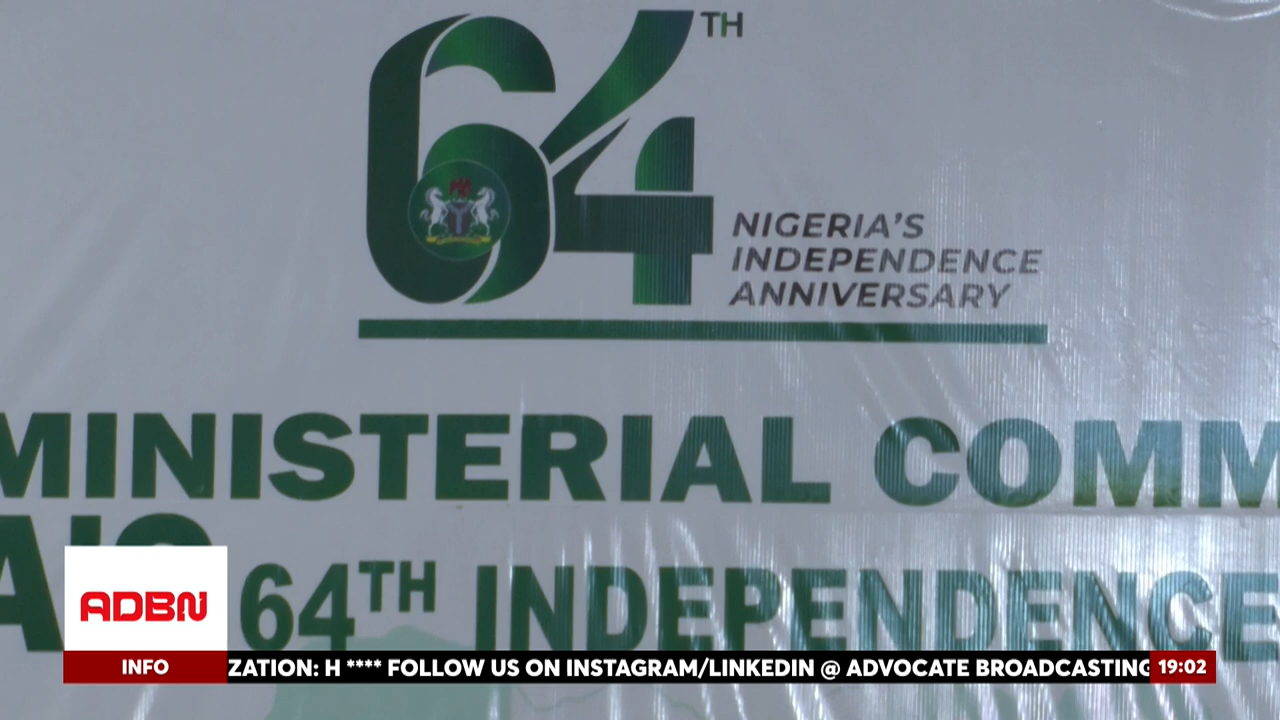 64TH
NIGERIA'S
INDEPENDENCE
ANNIVERSARY
MINISTERIAL COMM
64TH INDEPENDENCE
ADBN
INFO
ZATION: H **** FOLLOW US ON INSTAGRAM/LINKEDIN @ ADVOCATE BROADCASTING
19:02